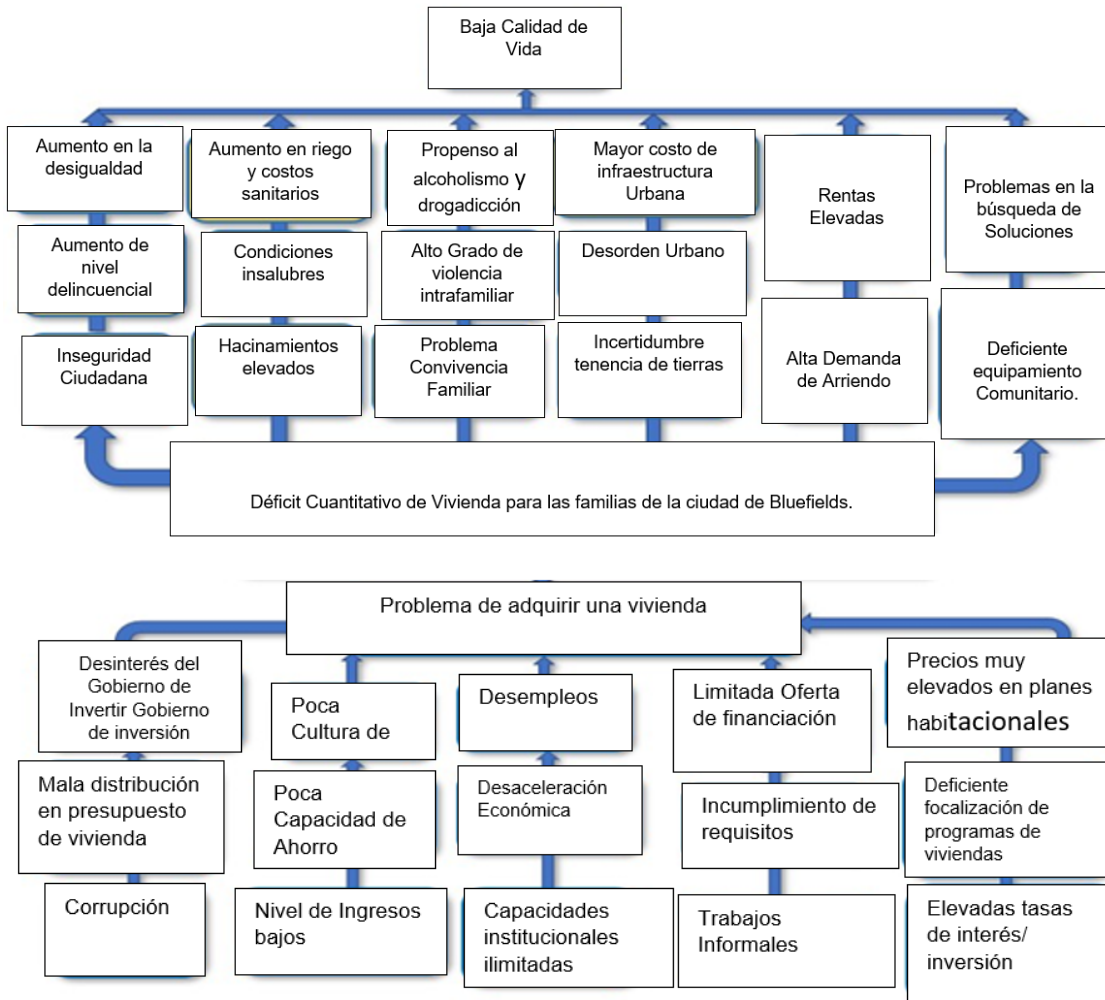 Baja Calidad de
Vida
Aumento en la
desigualdad
Aumento en riego
y costos
sanitarios
Propenso al
alcoholismo y
drogadicción
Mayor costo de
infraestructura
Urbana
Rentas
Elevadas
Problemas en la
búsqueda de
Soluciones
Aumento de
nivel
delincuencial
Condiciones
insalubres
Alto Grado de
violencia
intrafamiliar
Desorden Urbano
Inseguridad
Ciudadana
Hacinamientos
elevados
Problema
Convivencia
Familiar
Incertidumbre
tenencia de tierras
Alta Demanda
de Arriendo
Deficiente
equipamiento
Comunitario.
Déficit Cuantitativo de Vivienda para las familias de la ciudad de Bluefields.
Problema de adquirir una vivienda
Desinterés del
Gobierno de
Invertir Gobierno
de inversión
Poca
Cultura de
Desempleos
Limitada Oferta
de financiación
Precios muy
elevados en planes
habitacionales
Mala distribución
en presupuesto
de vivienda
Poca
Capacidad de
Ahorro
Desaceleración
Económica
Incumplimiento de
requisitos
Deficiente
focalización de
programas de
viviendas
Corrupción
Nivel de Ingresos
bajos
Capacidades
institucionales
ilimitadas
Trabajos
Informales
Elevadas tasas
de interés/
inversión